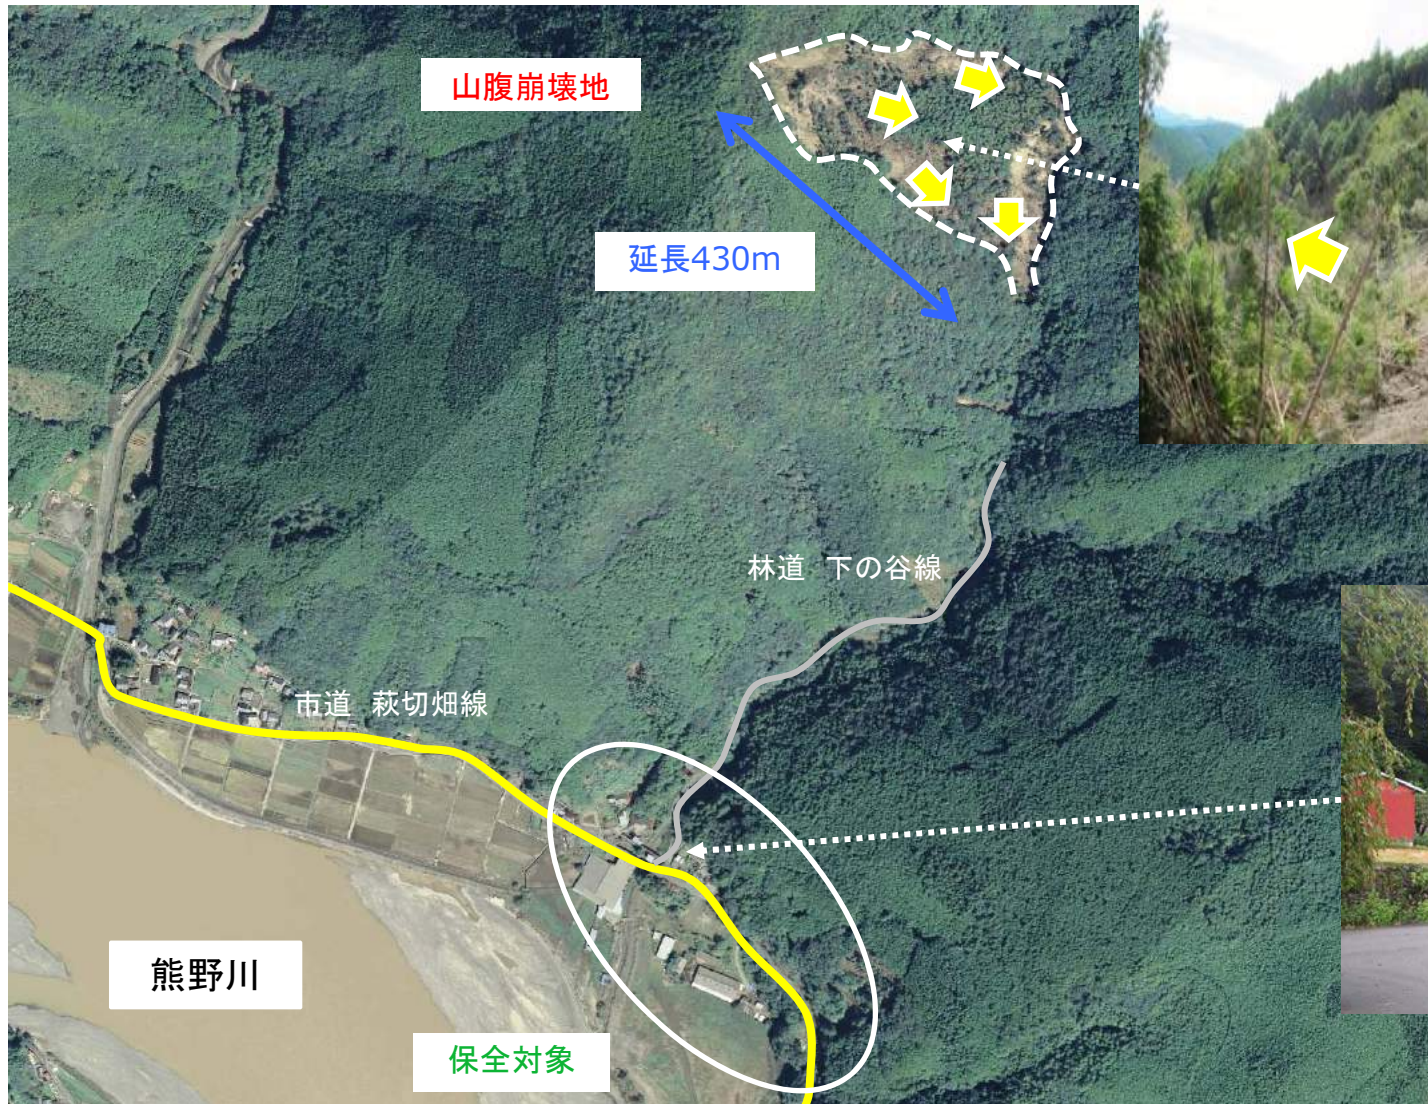 山腹崩壊地
延長430m
林道 下の谷線
市道 萩切畑線
熊野川
保全対象